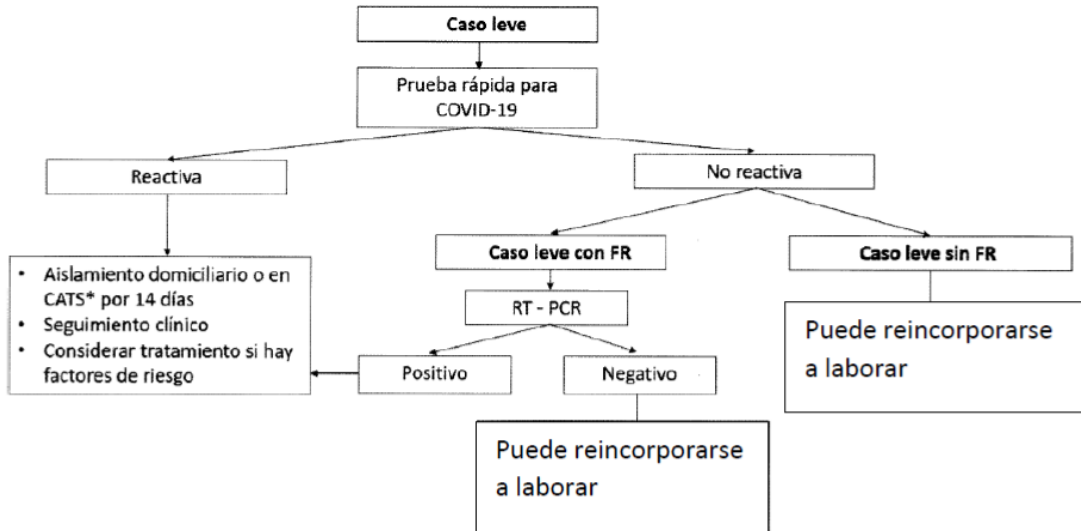 Caso leve
Prueba rápida para
COVID-19
Reactiva
No reactiva
• Aislamiento domiciliario o en
CATS* por 14 días
• Seguimiento clínico
• Considerar tratamiento si hay
factores de riesgo
Caso leve con FR
Caso leve sin FR
RT - PCR
Puede reincorporarse
a laborar
Positivo
Negativo
Puede reincorporarse
a laborar